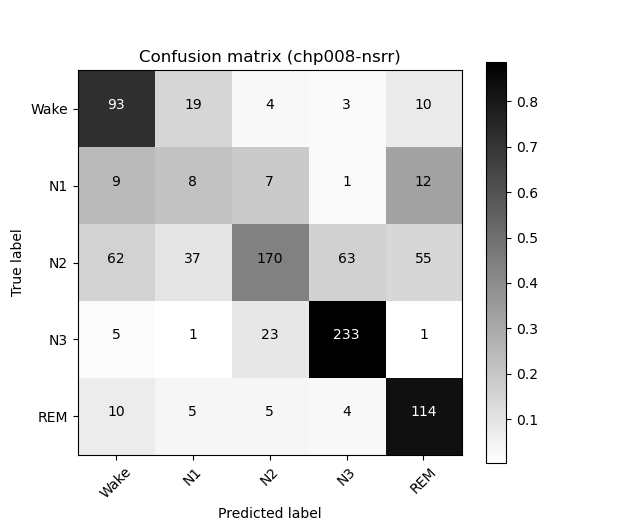 Confusion matrix (chp008-nsrr)
True label
Wake 93 19 4 3 10
N1 9 8 7 1 12
N2 62 37 170 63 55
N3 5 1 23 233 1
REM 10 5 5 4 114
Wake N1 N2 N3 REM
Predicted label
0.8
0.7
0.6
0.5
0.4
0.3
0.2
0.1